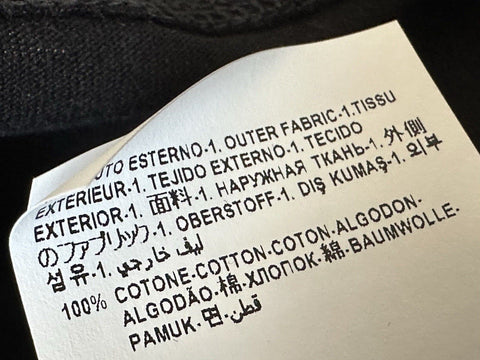 UTO ESTERNO·1. OUTER FABRIC·1.TISSU
EXTERIEUR·1. TEJIDO EXTERNO·1. TECIDO
EXTERIOR·1. 面料·1. НАРУЖНАЯ ТКАНЬ·1. 外側
のファブリック·1. OBERSTOFF·1. DIŞ KUMAŞ·1. 외부
섬유·1. ليف خارجي
100% COTONE·COTTON·COTON·ALGODON·
ALGODÃO·棉·ХЛОПОК·綿·BAUMWOLLE·
PAMUK·면·قطن